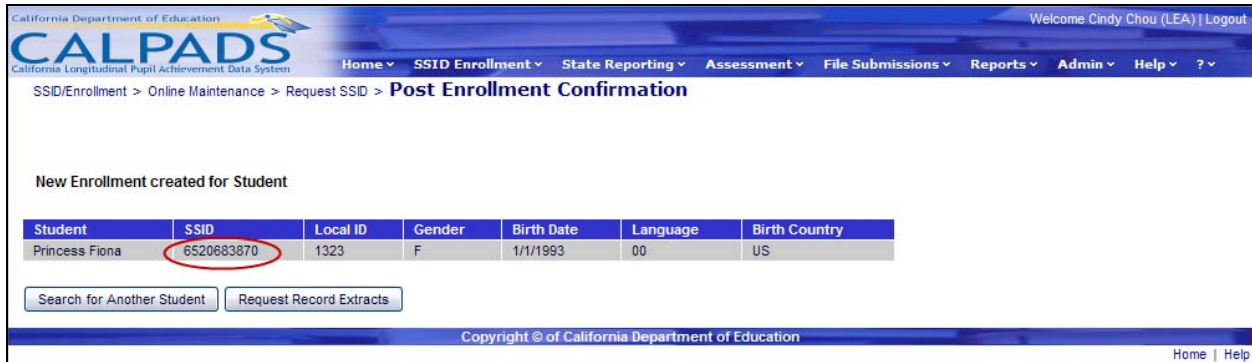 California Department of Education
Welcome Cindy Chou (LEA) | Logout
CALPADS
California Longitudinal Pupil Achievement Data System
Home SSID Enrollment State Reporting Assessment File Submissions Reports Admin Help ?
SSID/Enrollment > Online Maintenance > Request SSID > Post Enrollment Confirmation
New Enrollment created for Student
Student SSID Local ID Gender Birth Date Language Birth Country
Princess Fiona 6520683870 1323 F 1/1/1993 00 US
Search for Another Student Request Record Extracts
Copyright © of California Department of Education
Home | Help